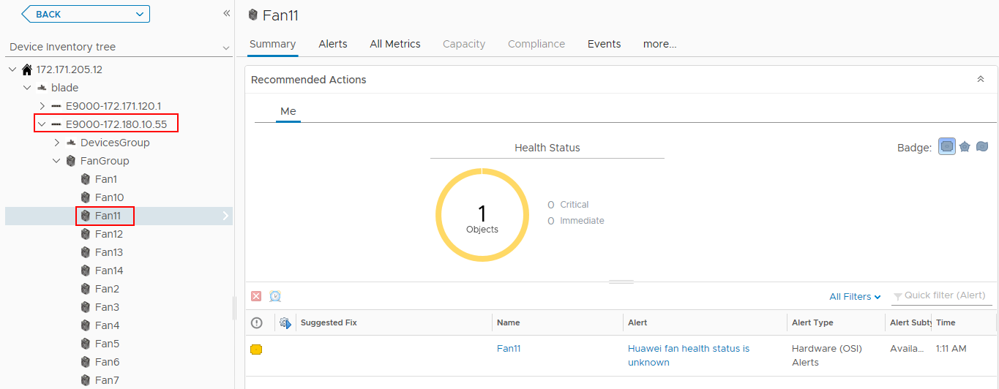 BACK
Device Inventory tree
172.171.205.12
blade
E9000-172.171.120.1
E9000-172.180.10.55
DevicesGroup
FanGroup
Fan1
Fan10
Fan11
Fan12
Fan13
Fan14
Fan2
Fan3
Fan4
Fan5
Fan6
Fan7
Fan11
Summary Alerts All Metrics Capacity Compliance Events more...
Recommended Actions
Me
Health Status
Badge:
1
Objects
0 Critical
0 Immediate
All Filters Quick filter (Alert)
Suggested Fix Name Alert Alert Type Alert Subty Time
Fan11 Huawei fan health status is unknown Hardware (OSI) Alerts Availa... 1:11 AM